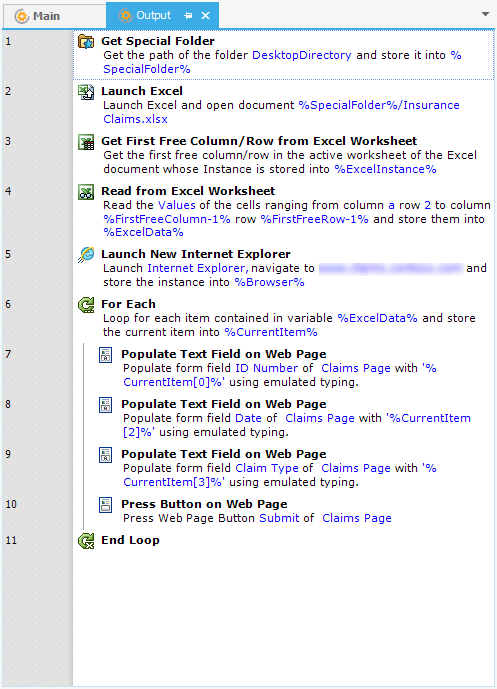 Main
Output
1
Get Special Folder
Get the path of the folder DesktopDirectory and store it into %
SpecialFolder%
2
Launch Excel
Launch Excel and open document %SpecialFolder%/Insurance
Claims.xlsx
3
Get First Free Column/Row from Excel Worksheet
Get the first free column/row in the active worksheet of the Excel
document whose Instance is stored into %ExcelInstance%
4
Read from Excel Worksheet
Read the Values of the cells ranging from column a row 2 to column
%FirstFreeColumn-1% row %FirstFreeRow-1% and store them into
%ExcelData%
5
Launch New Internet Explorer
Launch Internet Explorer, navigate to and
store the instance into %Browser%
6
For Each
Loop for each item contained in variable %ExcelData% and store
the current item into %CurrentItem%
7
Populate Text Field on Web Page
Populate form field ID Number of Claims Page with '%
CurrentItem[0]%' using emulated typing.
8
Populate Text Field on Web Page
Populate form field Date of Claims Page with '%CurrentItem
[2]%' using emulated typing.
9
Populate Text Field on Web Page
Populate form field Claim Type of Claims Page with '%
CurrentItem[3]%' using emulated typing.
10
Press Button on Web Page
Press Web Page Button Submit of Claims Page
11
End Loop